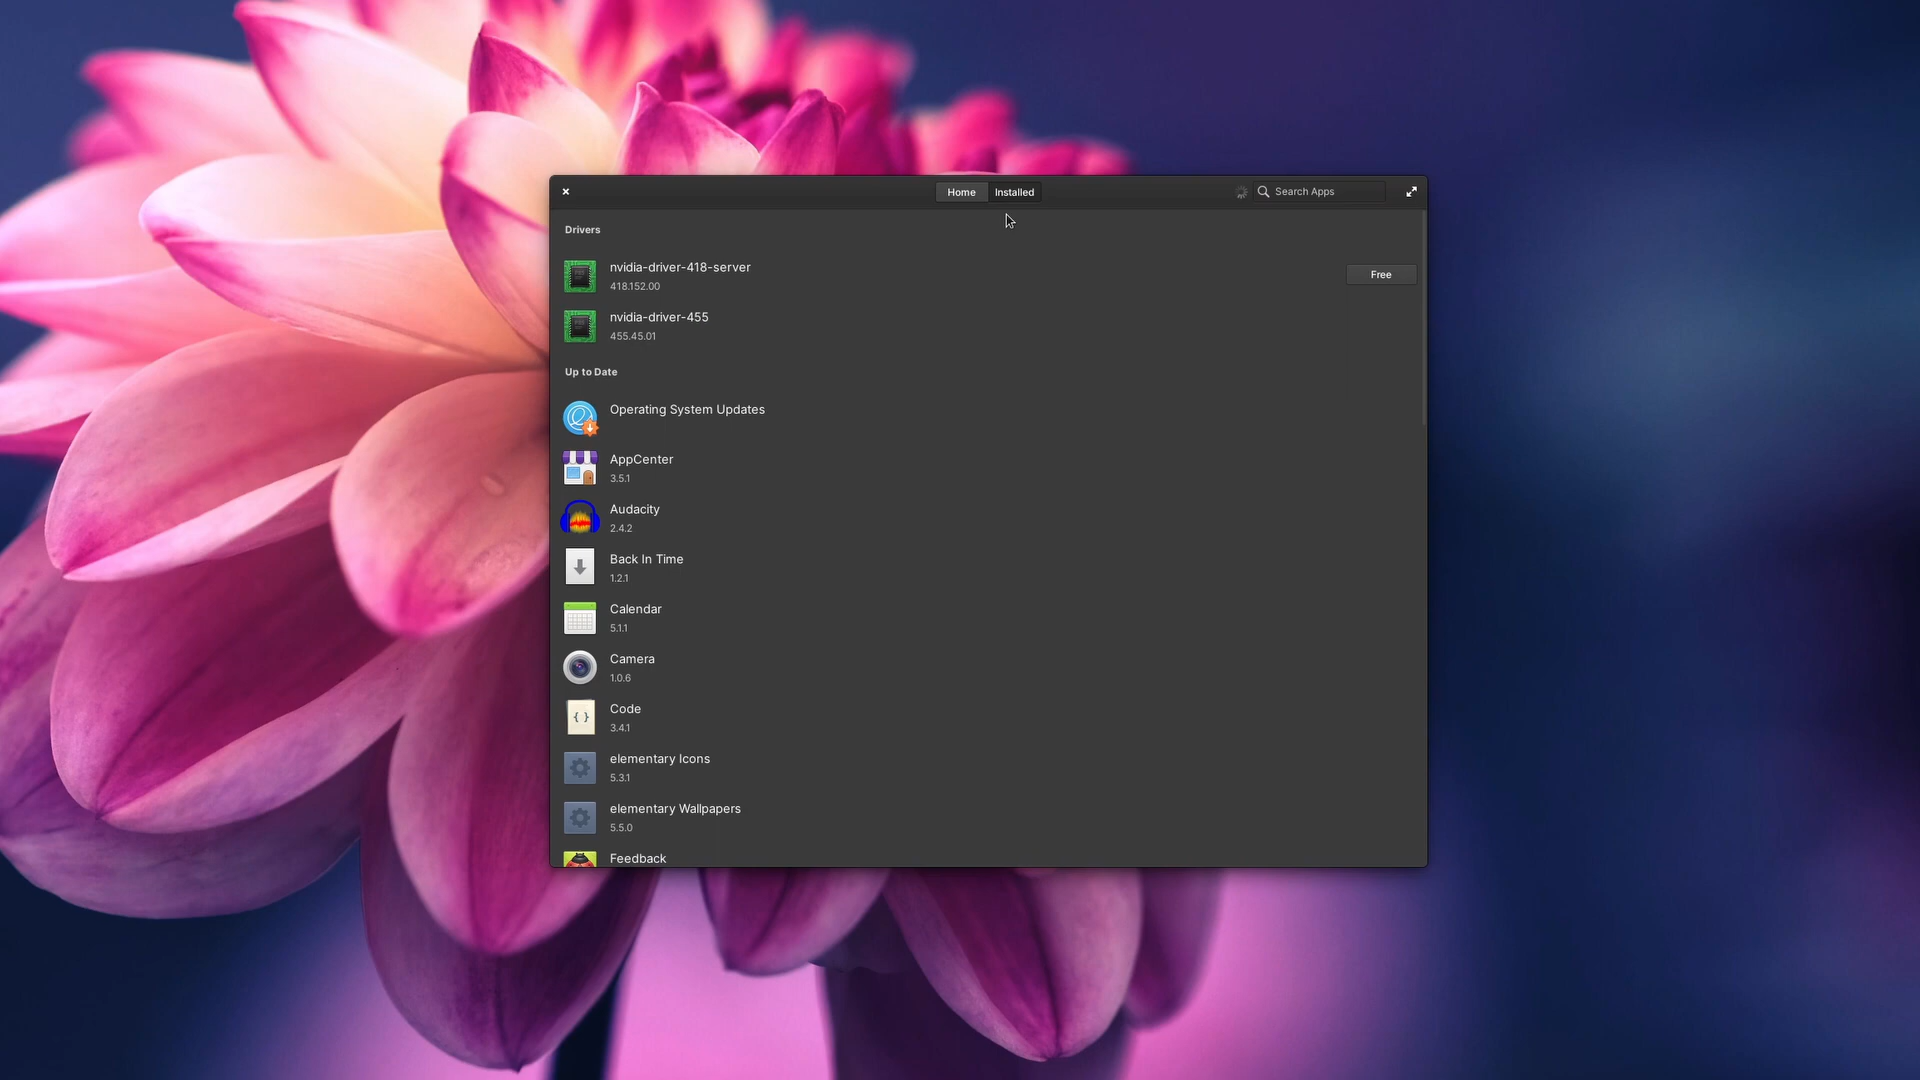 Home
Installed
Search Apps
Drivers
nvidia-driver-418-server
418.152.00
Free
nvidia-driver-455
455.45.01
Up to Date
Operating System Updates
AppCenter
3.5.1
Audacity
2.4.2
Back In Time
1.2.1
Calendar
5.1.1
Camera
1.0.6
Code
3.4.1
elementary Icons
5.3.1
elementary Wallpapers
5.5.0
Feedback